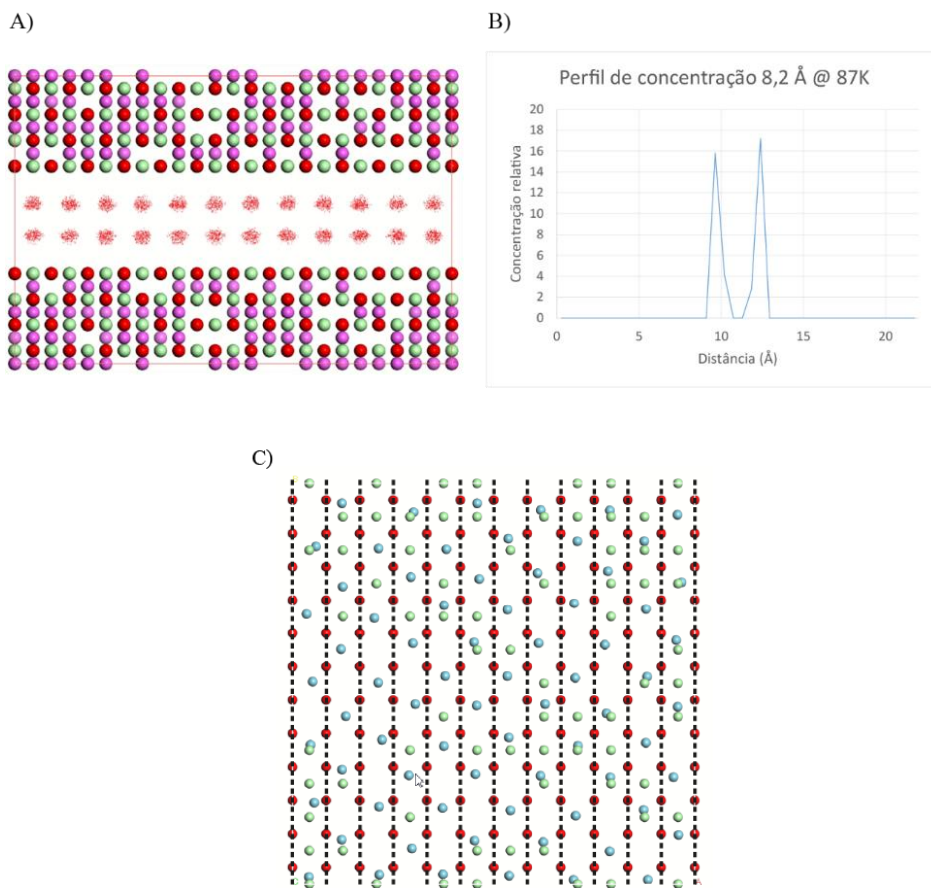 A)
B)
Perfil de concentração 8,2 Å @ 87K
Concentração relativa
20
18
16
14
12
10
8
6
4
2
0
0 5 10 15 20
Distância (Å)
C)